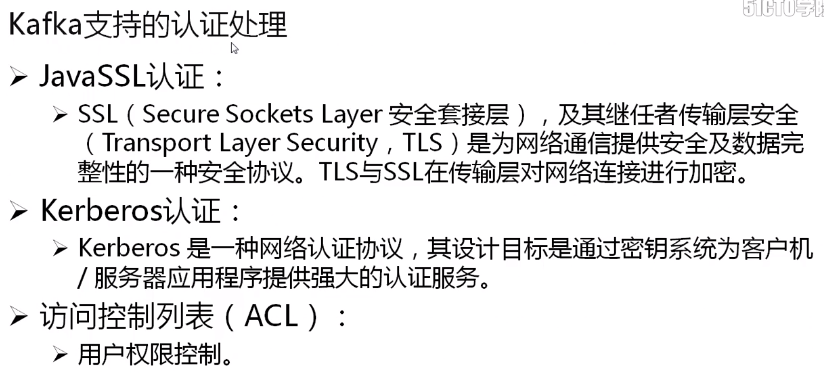 51CTO学院
Kafka支持的认证处理
➢ JavaSSL认证：
➢ SSL（Secure Sockets Layer 安全套接层），及其继任者传输层安全
（Transport Layer Security，TLS）是为网络通信提供安全及数据完
整性的一种安全协议。TLS与SSL在传输层对网络连接进行加密。
➢ Kerberos认证：
➢ Kerberos 是一种网络认证协议，其设计目标是通过密钥系统为客户机
/ 服务器应用程序提供强大的认证服务。
➢ 访问控制列表（ACL）：
➢ 用户权限控制。